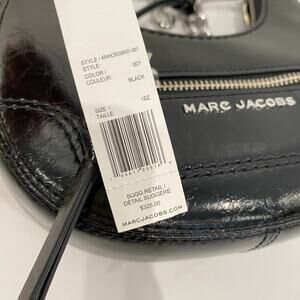 STYLE / 4R4HCR038H01-001
STYLE:
COLOR / 001
COULEUR: BLACK
SIZE / 1SZ.
TAILLE:
SUGG.RETAIL /
DÉTAIL SUGGÉRÉ:
$325.00
MARCJACOBS.COM
MARC JACOBS